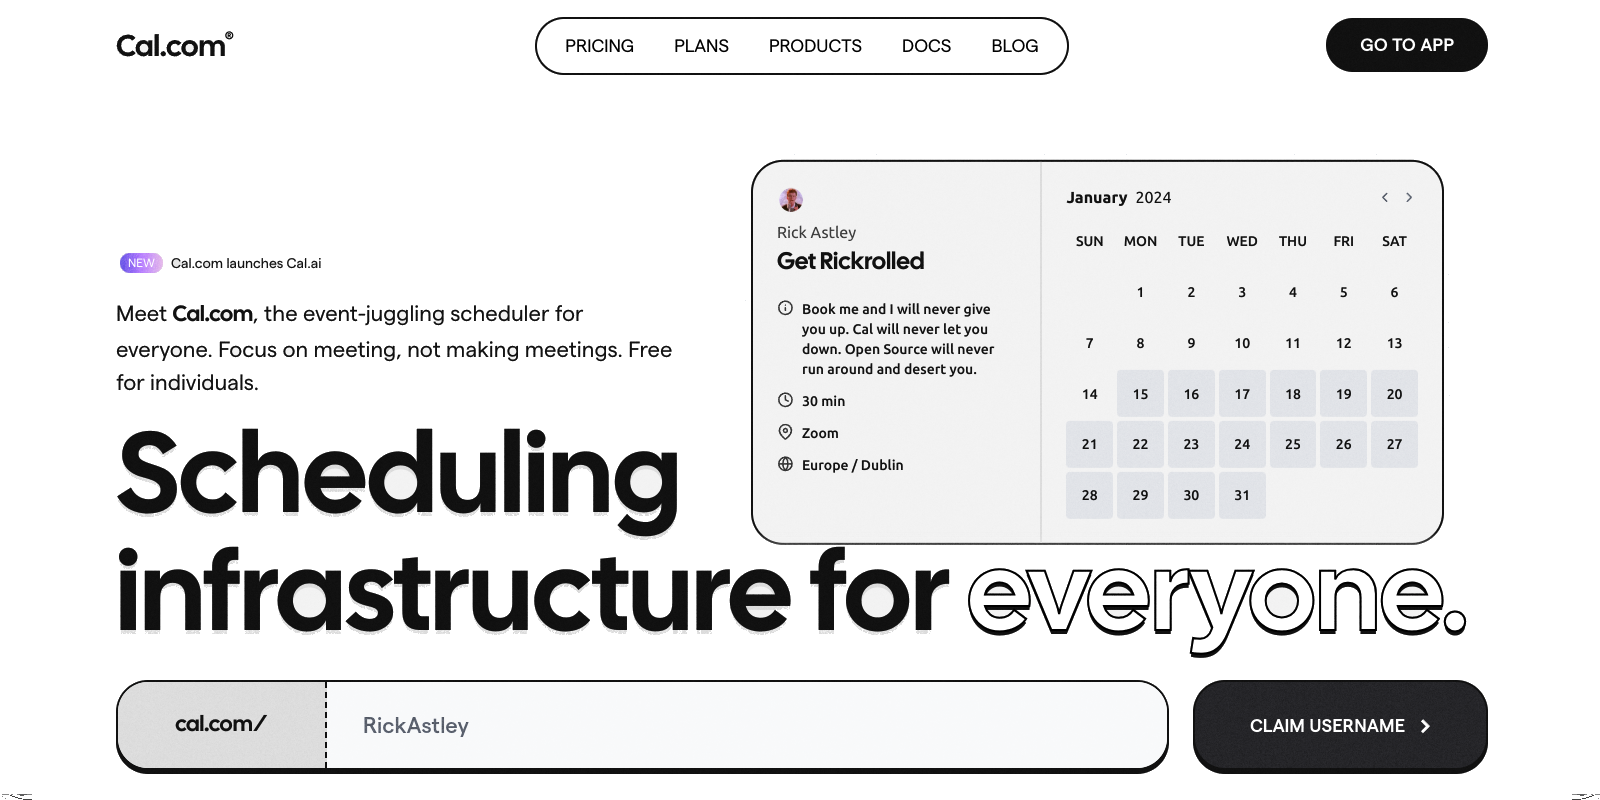 Cal.com®
PRICING PLANS PRODUCTS DOCS BLOG
GO TO APP
NEW Cal.com launches Cal.ai
Meet Cal.com, the event-juggling scheduler for
everyone. Focus on meeting, not making meetings. Free
for individuals.
Rick Astley
Get Rickrolled
Book me and I will never give
you up. Cal will never let you
down. Open Source will never
run around and desert you.
30 min
Zoom
Europe / Dublin
January 2024
SUN MON TUE WED THU FRI SAT
1 2 3 4 5 6
7 8 9 10 11 12 13
14 15 16 17 18 19 20
21 22 23 24 25 26 27
28 29 30 31
Scheduling
infrastructure for everyone.
cal.com/
RickAstley
CLAIM USERNAME